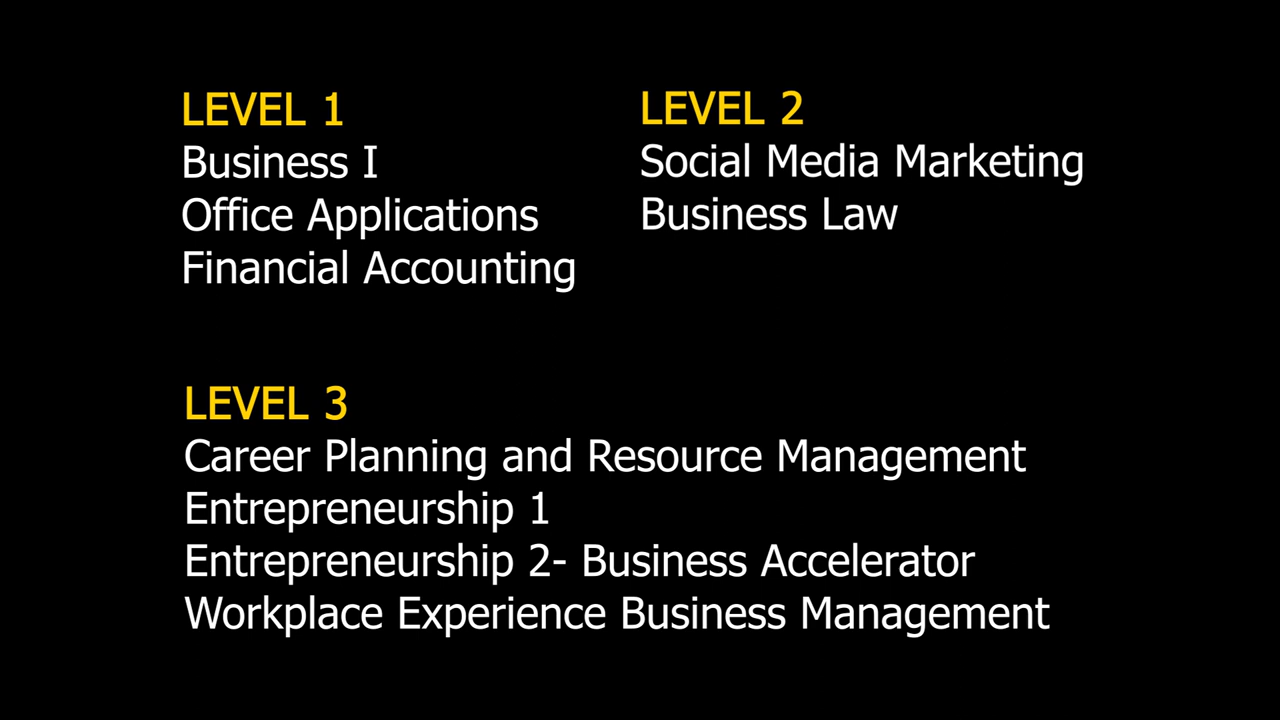 LEVEL 1
Business I
Office Applications
Financial Accounting
LEVEL 2
Social Media Marketing
Business Law
LEVEL 3
Career Planning and Resource Management
Entrepreneurship 1
Entrepreneurship 2- Business Accelerator
Workplace Experience Business Management